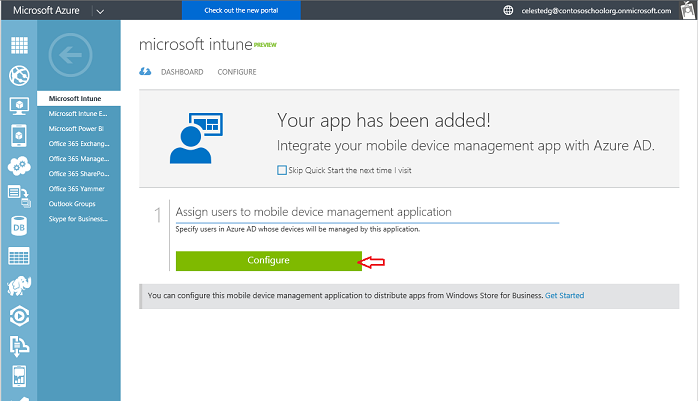 Microsoft Azure
Check out the new portal
celestedg@contososchoolorg.onmicrosoft.com
Microsoft Intune
Microsoft Intune E...
Microsoft Power BI
Office 365 Exchang...
Office 365 Manage...
Office 365 SharePo...
Office 365 Yammer
Outlook Groups
Skype for Business...
DB
microsoft intune PREVIEW
DASHBOARD CONFIGURE
Your app has been added!
Integrate your mobile device management app with Azure AD.
Skip Quick Start the next time I visit
1 Assign users to mobile device management application
Specify users in Azure AD whose devices will be managed by this application.
Configure
You can configure this mobile device management application to distribute apps from Windows Store for Business. Get Started